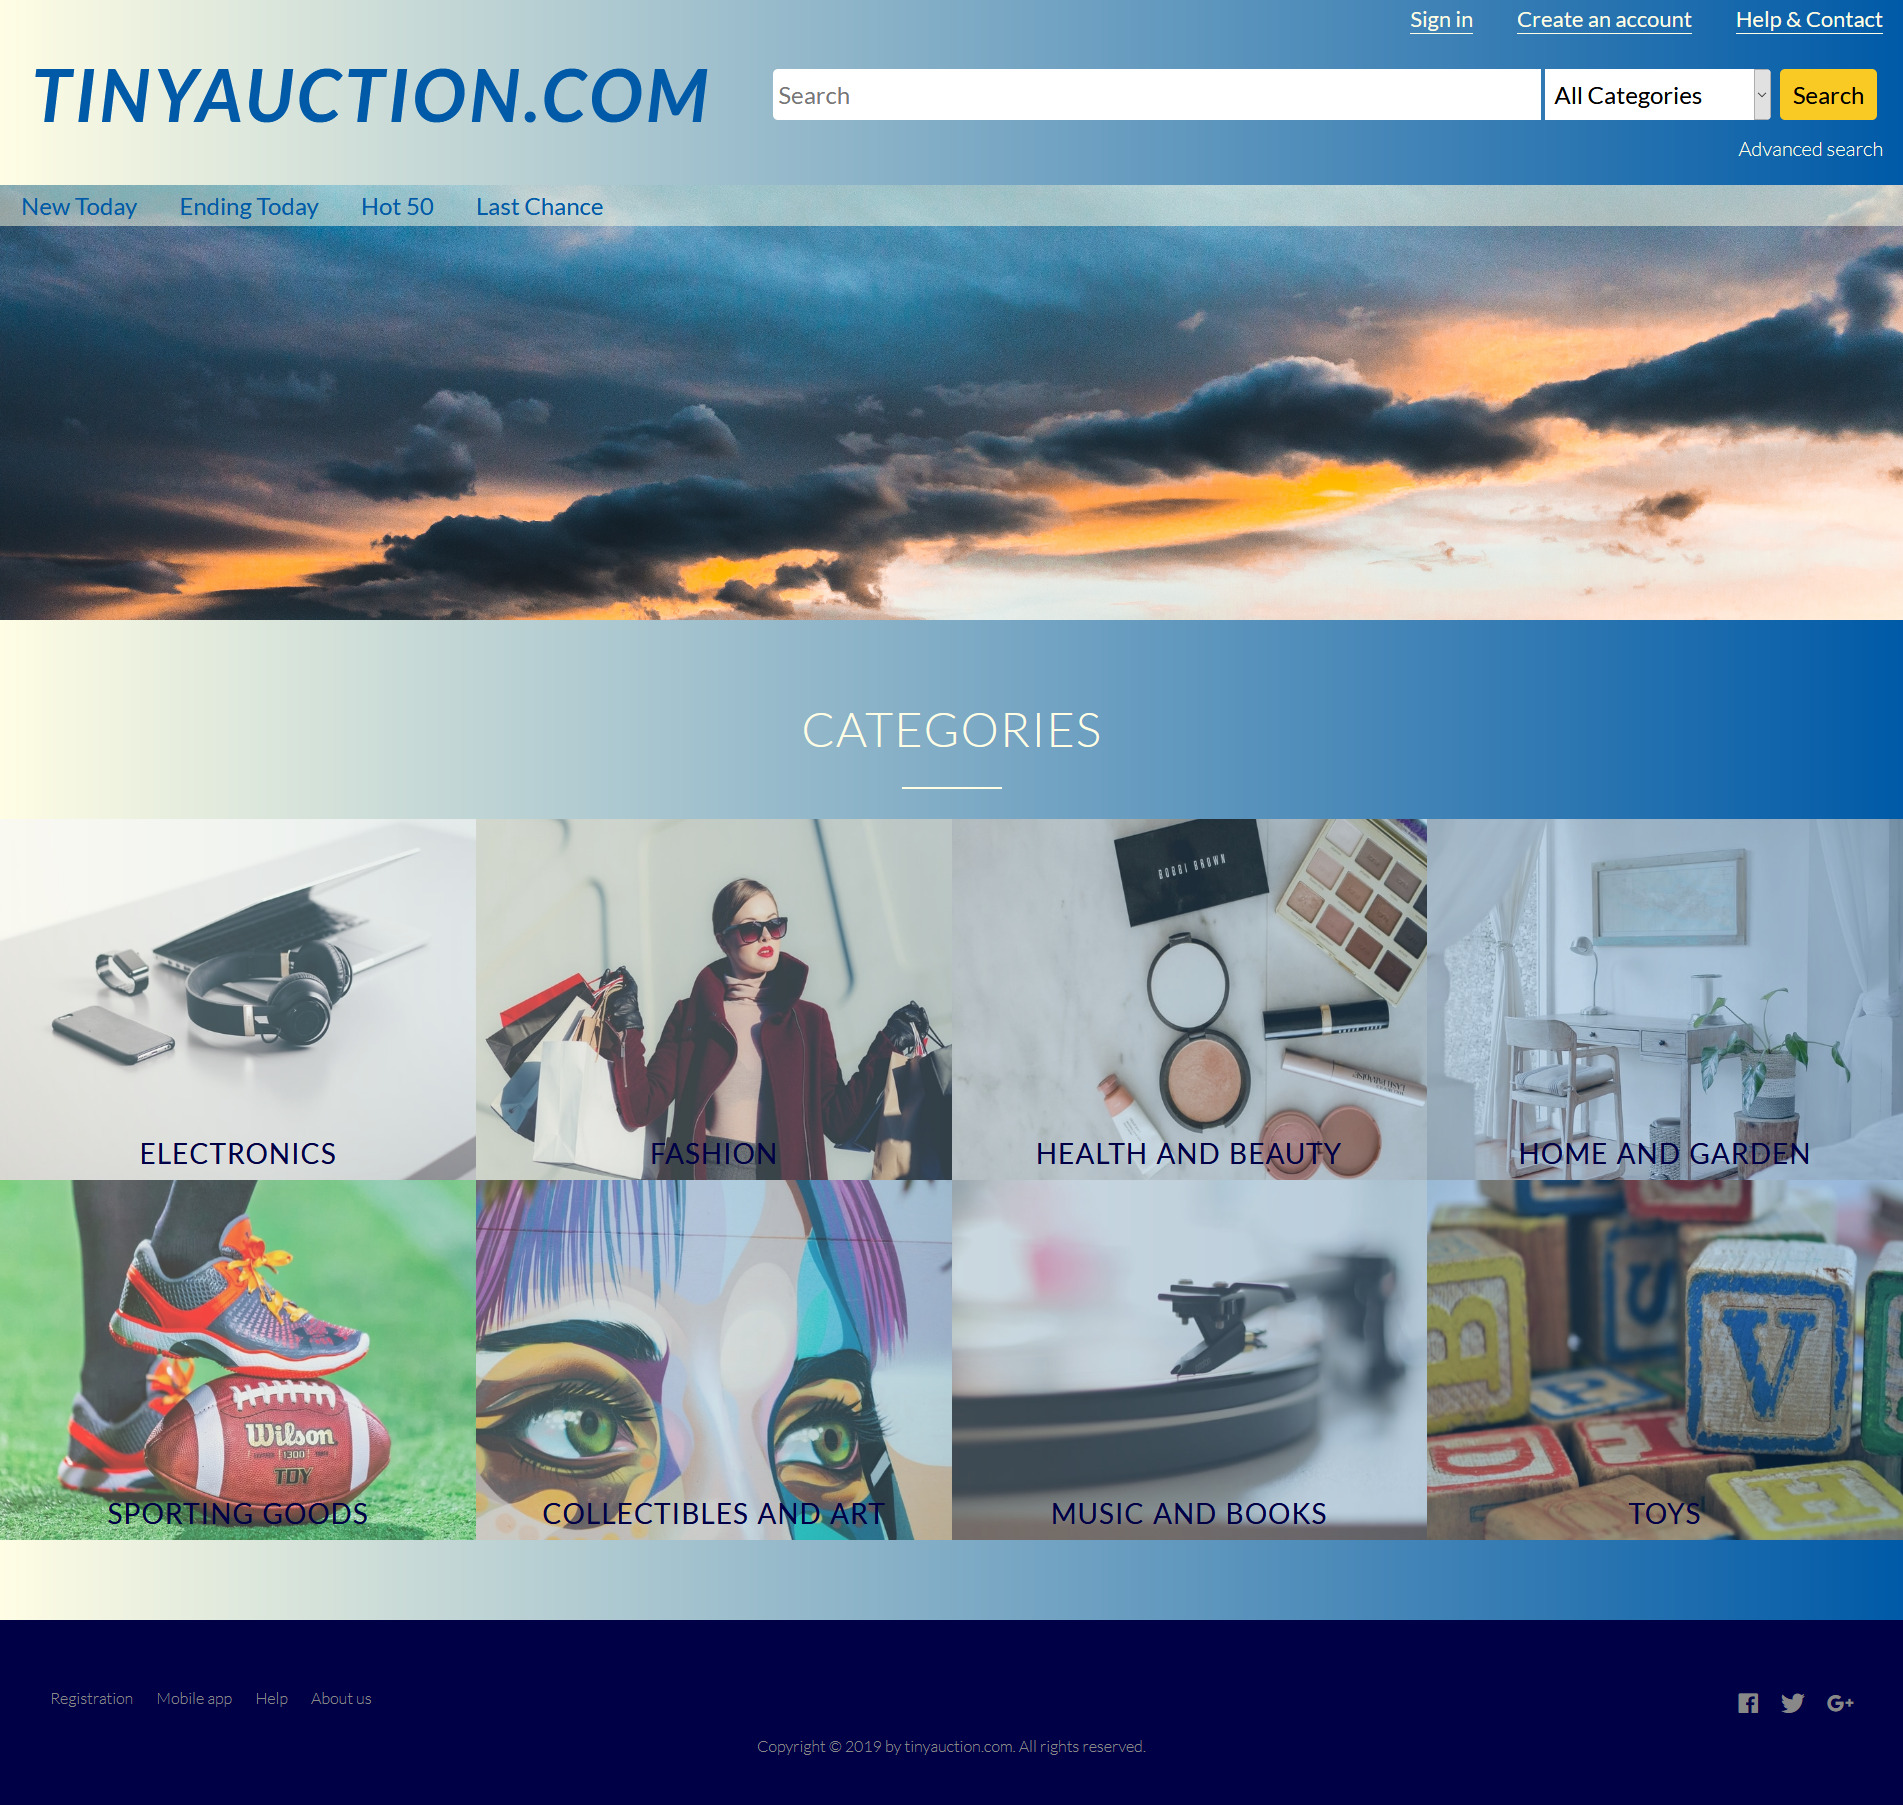 Sign in Create an account Help & Contact
TINYAUCTION.COM
Search All Categories Search
Advanced search
New Today Ending Today Hot 50 Last Chance
CATEGORIES
BOBBI BROWN
ELECTRONICS FASHION HEALTH AND BEAUTY HOME AND GARDEN
B S V
Wilson
1300
TOY
SPORTING GOODS COLLECTIBLES AND ART MUSIC AND BOOKS TOYS
Registration Mobile app Help About us
G+
Copyright © 2019 by tinyauction.com. All rights reserved.